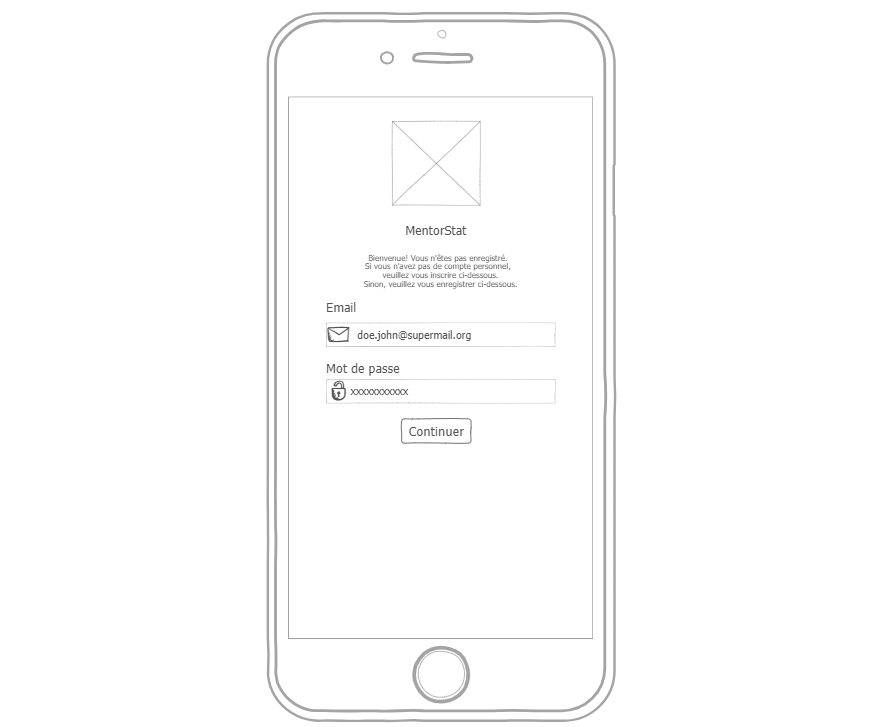 MentorStat
Bienvenue! Vous n'êtes pas enregistré.
Si vous n'avez pas de compte personnel,
veuillez vous inscrire ci-dessous.
Sinon, veuillez vous enregistrer ci-dessous.
Email
doe.john@supermail.org
Mot de passe
xxxxxxxxxxx
Continuer